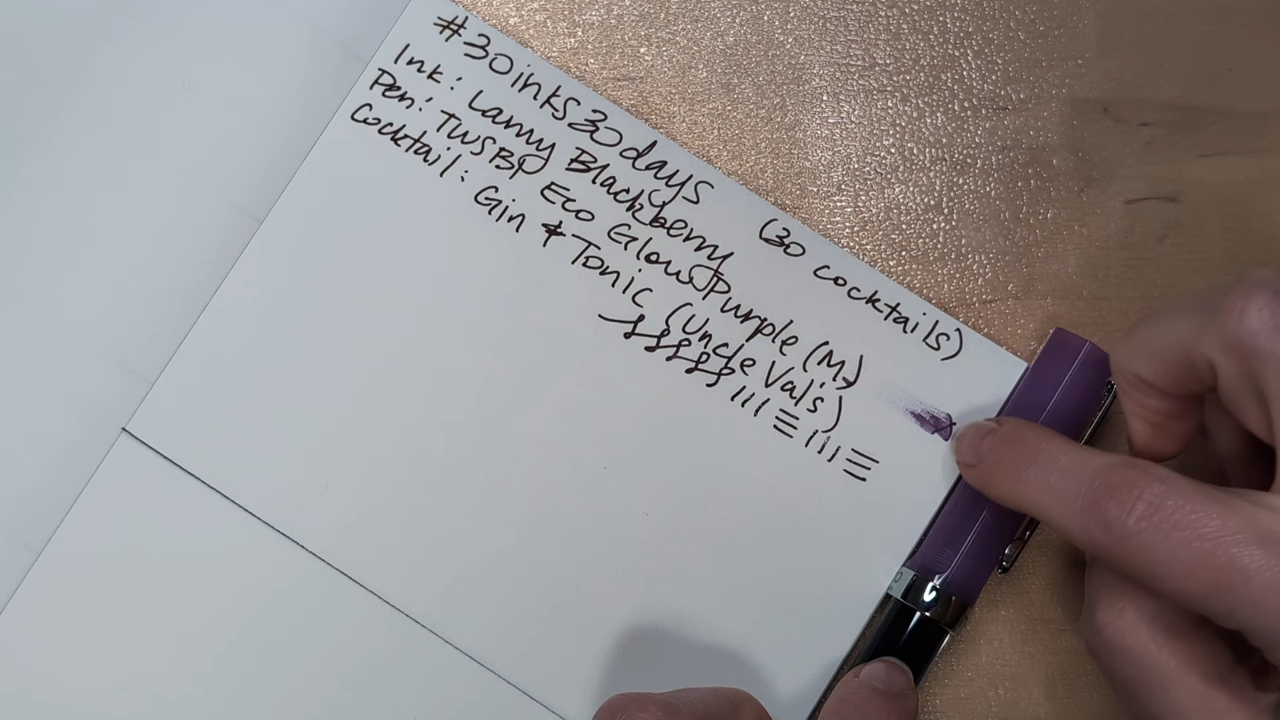 #30inks30days (30 cocktails)
Ink: Lamy Blackberry
Pen: TWSBI Eco Glow Purple (M)
Cocktail: Gin & Tonic (Uncle Val's)